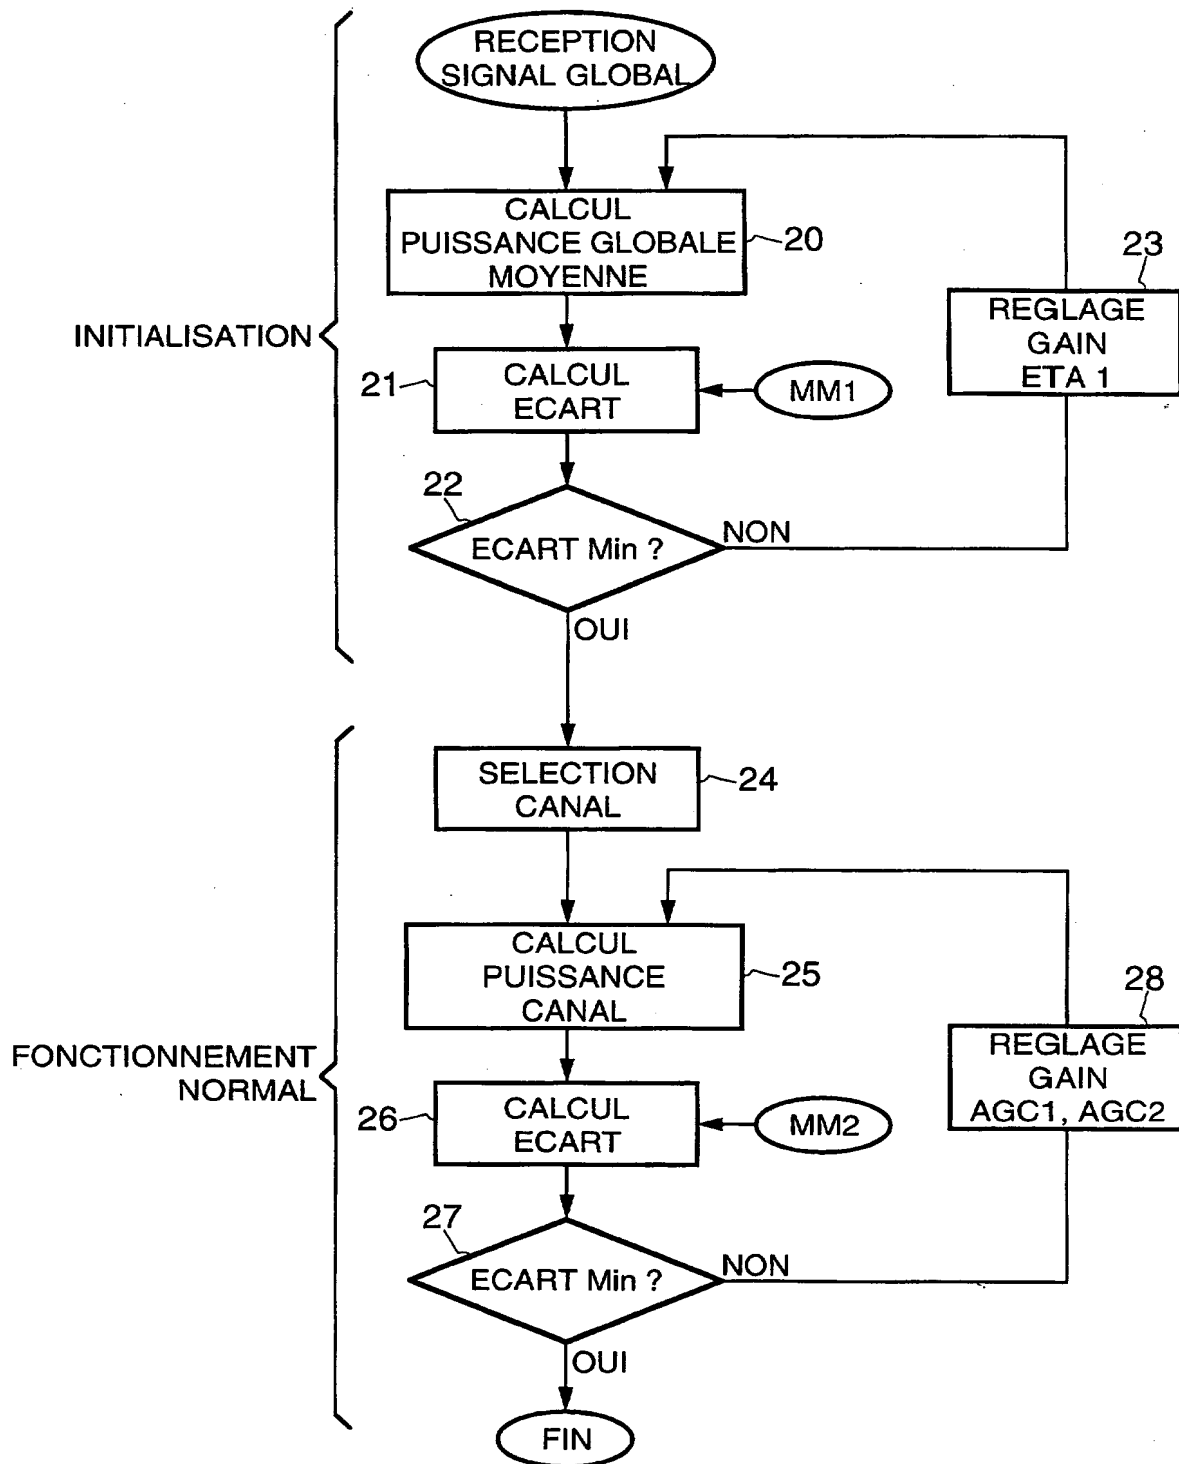 RECEPTION
SIGNAL GLOBAL
CALCUL
PUISSANCE GLOBALE
MOYENNE
20
23
REGLAGE
GAIN
ETA 1
INITIALISATION
21
CALCUL
ECART
MM1
22
ECART Min ?
NON
OUI
SELECTION
CANAL
24
CALCUL
PUISSANCE
CANAL
25
28
REGLAGE
GAIN
AGC1, AGC2
FONCTIONNEMENT
NORMAL
26
CALCUL
ECART
MM2
27
ECART Min ?
NON
OUI
FIN